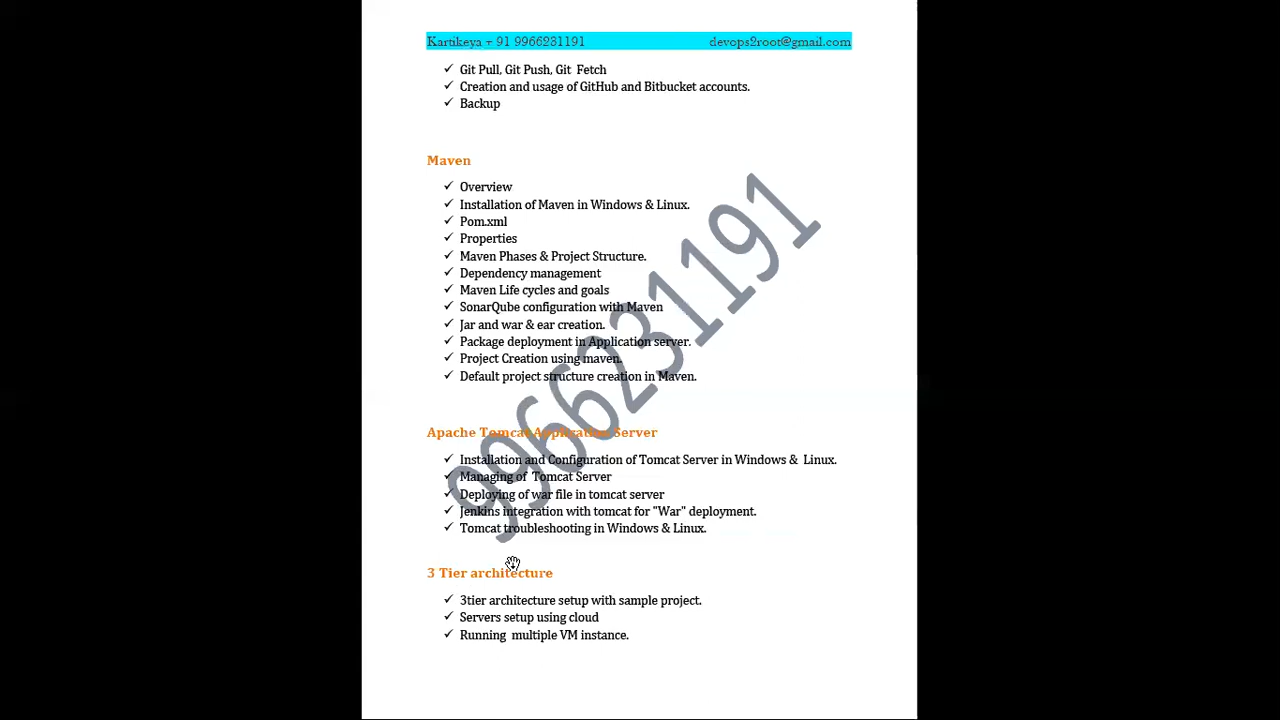 Kartikeya + 91 9966231191 devops2root@gmail.com
Git Pull, Git Push, Git Fetch
Creation and usage of GitHub and Bitbucket accounts.
Backup
Maven
Overview
Installation of Maven in Windows & Linux.
Pom.xml
Properties
Maven Phases & Project Structure.
Dependency management
Maven Life cycles and goals
SonarQube configuration with Maven
Jar and war & ear creation.
Package deployment in Application server.
Project Creation using maven.
Default project structure creation in Maven.
Apache Tomcat Application Server
Installation and Configuration of Tomcat Server in Windows & Linux.
Managing of Tomcat Server
Deploying of war file in tomcat server
Jenkins integration with tomcat for "War" deployment.
Tomcat troubleshooting in Windows & Linux.
3 Tier architecture
3tier architecture setup with sample project.
Servers setup using cloud
Running multiple VM instance.
9966231191